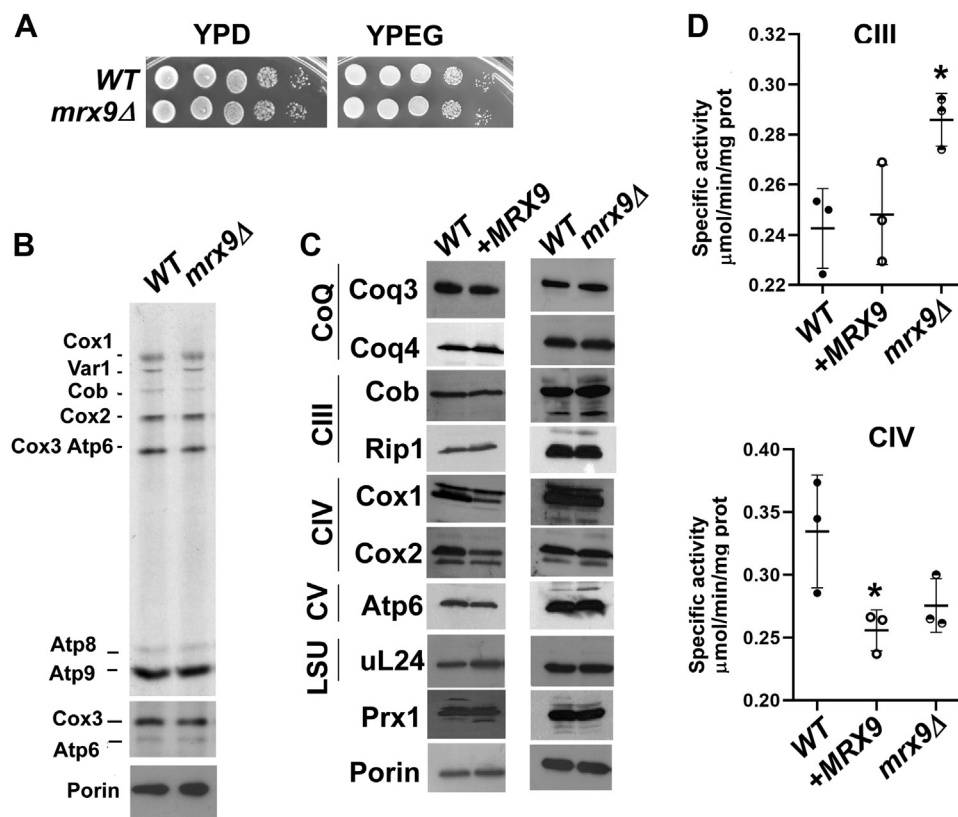 A
YPD YPEG
WT
mrx9Δ
B
WT mrx9Δ
Cox1
Var1
Cob
Cox2
Cox3 Atp6
Atp8
Atp9
Cox3
Atp6
Porin
C
WT +MRX9 WT mrx9Δ
CoQ
Coq3
Coq4
CIII
Cob
Rip1
CIV
Cox1
Cox2
CV
Atp6
LSU
uL24
Prx1
Porin
D
CIII
Specific activity
μmol/min/mg prot
0.32
0.30
0.28
0.26
0.24
0.22
*
WT +MRX9 mrx9Δ
CIV
Specific activity
μmol/min/mg prot
0.40
0.35
0.30
0.25
0.20
*
WT +MRX9 mrx9Δ